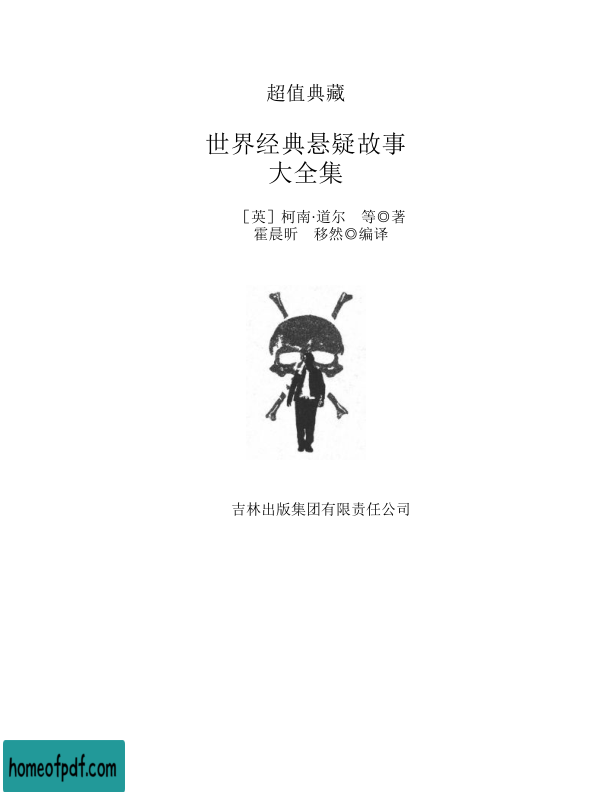 超值典藏
世界经典悬疑故事
大全集
［英］柯南·道尔　等◎著
霍晨昕　移然◎编译
吉林出版集团有限责任公司
homeofpdf.com